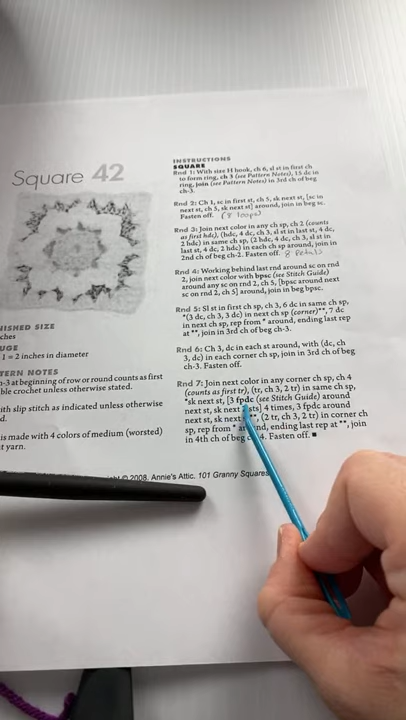 Square 42
ISHED SIZE
ches
UGE
1 = 2 inches in diameter
TERN NOTES
n-3 at beginning of row or round counts as first
ble crochet unless otherwise stated.
ith slip stitch as indicated unless otherwise
d.
is made with 4 colors of medium (worsted)
t yarn.
INSTRUCTIONS
SQUARE
Rnd 1: With size H hook, ch 6, sl st in first ch
to form ring, ch 3 (see Pattern Notes), 15 dc in
ring, join (see Pattern Notes) in 3rd ch of beg
ch-3.
Rnd 2: Ch 1, sc in first st, ch 5, sk next st, [sc in
next st, ch 5, sk next st] around, join in beg sc.
Fasten off. (8 loops)
Rnd 3: Join next color in any ch sp, ch 2 (counts
as first hdc), (hdc, 4 dc, ch 3, sl st in last st, 4 dc,
2 hdc) in same ch sp, (2 hdc, 4 dc, ch 3, sl st in
last st, 4 dc, 2 hdc) in each ch sp around, join in
2nd ch of beg ch-2. Fasten off. 8 Petals
Rnd 4: Working behind last rnd around sc on rnd
2, join next color with bpsc (see Stitch Guide)
around any sc on rnd 2, ch 5, [bpsc around next
sc on rnd 2, ch 5] around, join in beg bpsc.
Rnd 5: Sl st in first ch sp, ch 3, 6 dc in same ch sp,
*(3 dc, ch 3, 3 dc) in next ch sp (corner)**, 7 dc
in next ch sp, rep from * around, ending last rep
at **, join in 3rd ch of beg ch-3.
Rnd 6: Ch 3, dc in each st around, with (dc, ch
3, dc) in each corner ch sp, join in 3rd ch of beg
ch-3. Fasten off.
Rnd 7: Join next color in any corner ch sp, ch 4
(counts as first tr), (tr, ch 3, 2 tr) in same ch sp,
*sk next st, [3 fpdc (see Stitch Guide) around
next st, sk next sts] 4 times, 3 fpdc around
next st, sk next **, (2 tr, ch 3, 2 tr) in corner ch
sp, rep from * around, ending last rep at **, join
in 4th ch of beg 4. Fasten off. ■
© 2008, Annie's Attic. 101 Granny Squares